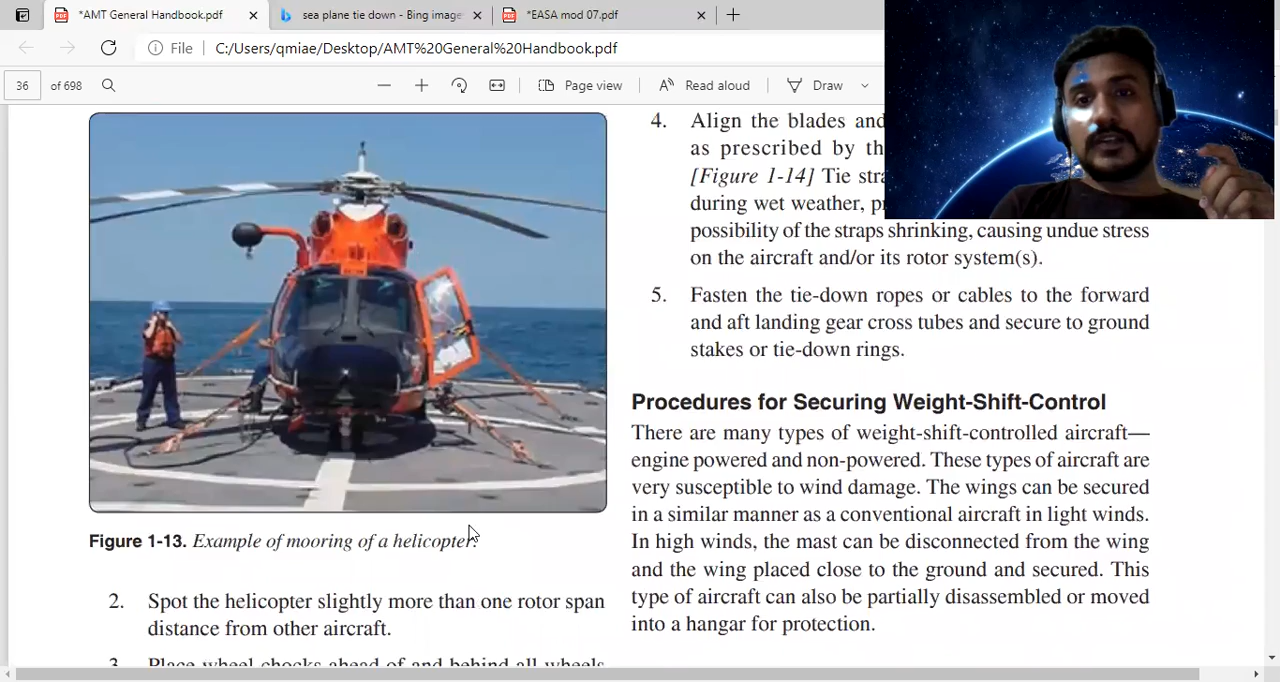 *AMT General Handbook.pdf
sea plane tie down - Bing image
*EASA mod 07.pdf
File
C:/Users/qmiae/Desktop/AMT%20General%20Handbook.pdf
36
of 698
Page view
Read aloud
Draw
Figure 1-13. Example of mooring of a helicopter.
2. Spot the helicopter slightly more than one rotor span
distance from other aircraft.
3. Place wheel chocks ahead of and behind all wheels
4. Align the blades and
as prescribed by th
[Figure 1-14] Tie stra
during wet weather, p
possibility of the straps shrinking, causing undue stress
on the aircraft and/or its rotor system(s).
5. Fasten the tie-down ropes or cables to the forward
and aft landing gear cross tubes and secure to ground
stakes or tie-down rings.
Procedures for Securing Weight-Shift-Control
There are many types of weight-shift-controlled aircraft—
engine powered and non-powered. These types of aircraft are
very susceptible to wind damage. The wings can be secured
in a similar manner as a conventional aircraft in light winds.
In high winds, the mast can be disconnected from the wing
and the wing placed close to the ground and secured. This
type of aircraft can also be partially disassembled or moved
into a hangar for protection.